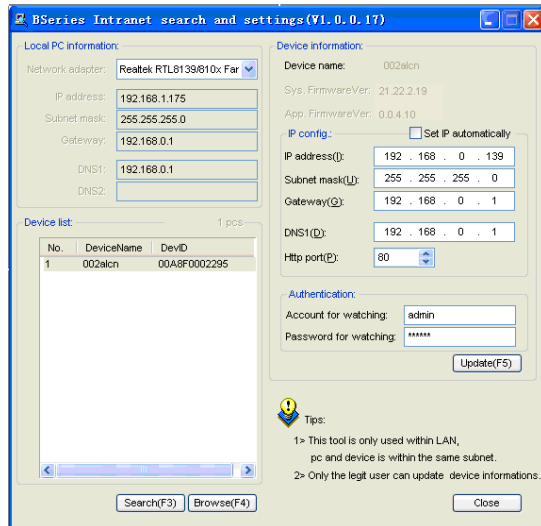 BSeries Intranet search and settings(V1.0.0.17)
Local PC information:
Network adapter: Realtek RTL8139/810x Far
IP address: 192.168.1.175
Subnet mask: 255.255.255.0
Gateway: 192.168.0.1
DNS1: 192.168.0.1
DNS2:
Device list: 1 pcs
No. DeviceName DevID
1 002alcn 00A8F0002295
Search(F3) Browse(F4)
Device information:
Device name: 002alcn
Sys. FirmwareVer: 21.22.2.19
App. FirmwareVer: 0.0.4.10
IP config.: Set IP automatically
IP address(I): 192 . 168 . 0 . 139
Subnet mask(U): 255 . 255 . 255 . 0
Gateway(G): 192 . 168 . 0 . 1
DNS1(D): 192 . 168 . 0 . 1
Http port(P): 80
Authentication:
Account for watching: admin
Password for watching: ******
Update(F5)
Tips:
1> This tool is only used within LAN,
pc and device is within the same subnet.
2> Only the legit user can update device informations.
Close